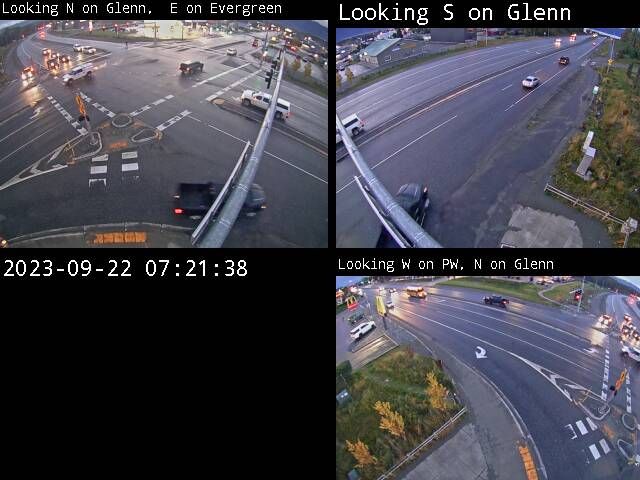 Looking N on Glenn,  E on Evergreen
Looking S on Glenn
2023-09-22 07:21:38
Looking W on PW, N on Glenn